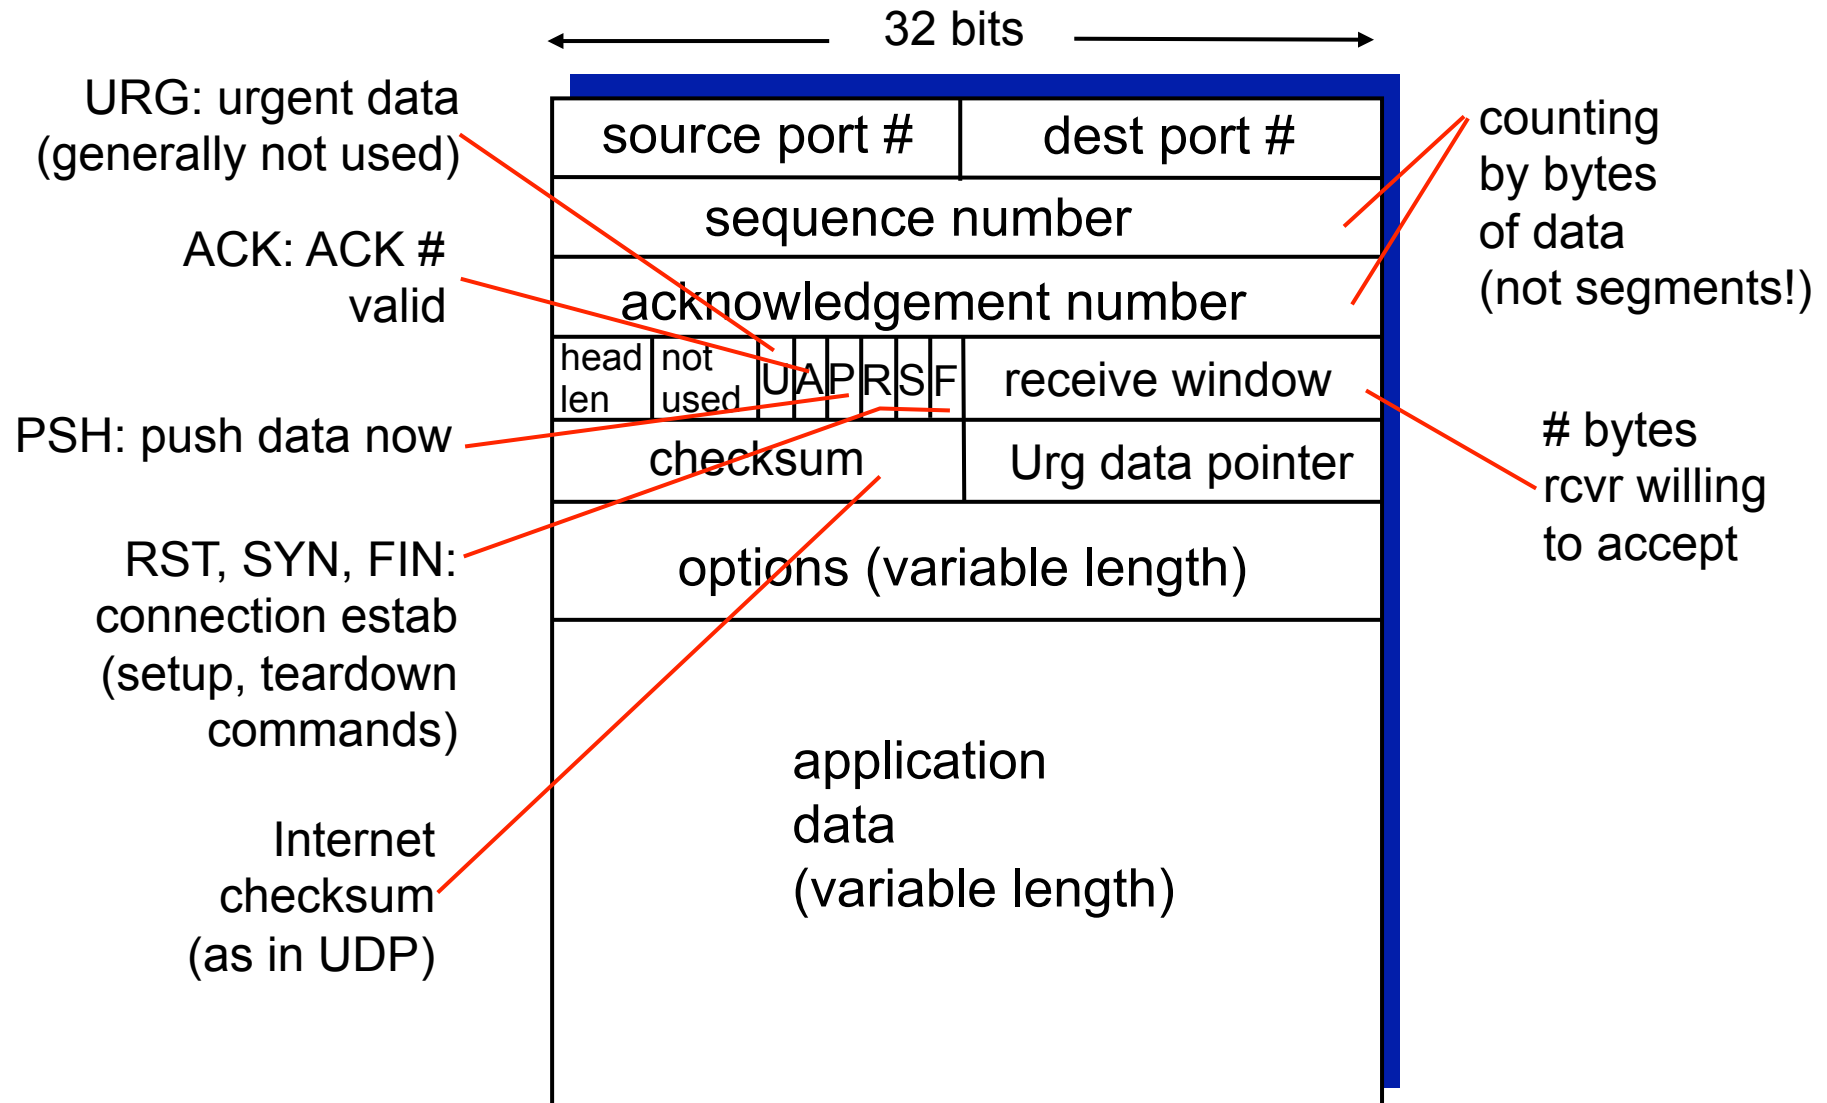 32 bits
URG: urgent data
(generally not used)
ACK: ACK #
valid
PSH: push data now
RST, SYN, FIN:
connection estab
(setup, teardown
commands)
Internet
checksum
(as in UDP)
source port #
dest port #
sequence number
acknowledgement number
head
len
not
used
U
A
P
R
S
F
receive window
checksum
Urg data pointer
options (variable length)
application
data
(variable length)
counting
by bytes
of data
(not segments!)
# bytes
rcvr willing
to accept